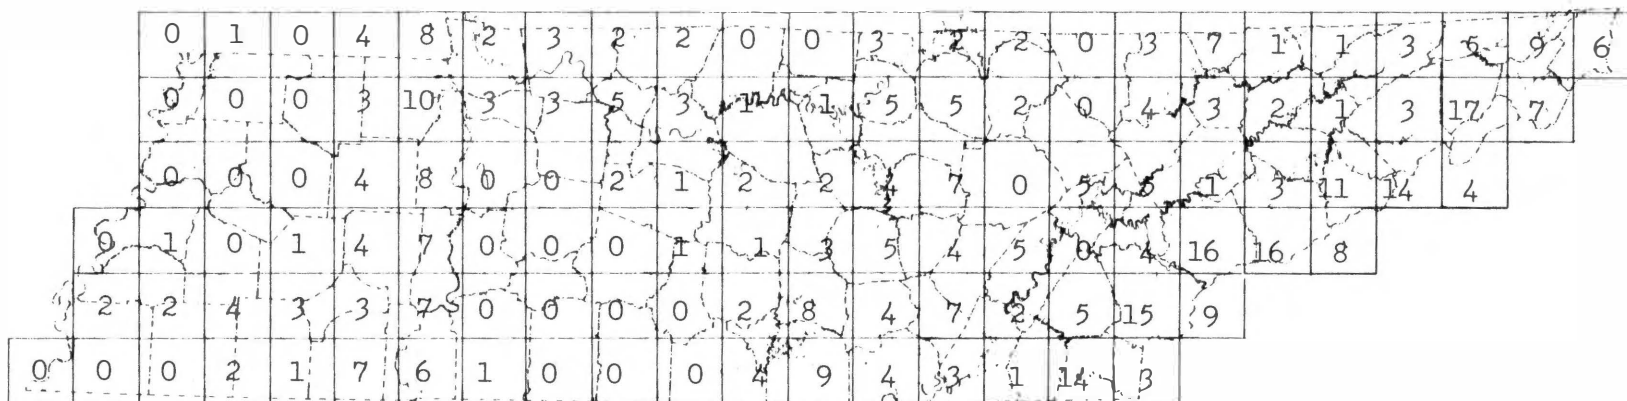 0 1 0 4 8 2 3 2 2 0 0 3 2 2 0 3 7 1 1 3 6 9 6
0 0 0 3 10 3 3 5 3 1 1 5 5 2 0 4 3 2 1 3 17 7
0 0 0 4 8 0 0 2 1 2 2 4 7 0 5 5 1 3 11 14 4
0 1 0 1 4 7 0 0 0 1 1 3 5 4 5 0 4 16 16 8
2 2 4 3 3 7 0 0 0 0 2 8 4 7 2 5 15 9
0 0 0 2 1 7 6 1 0 0 0 4 9 4 3 1 14 3